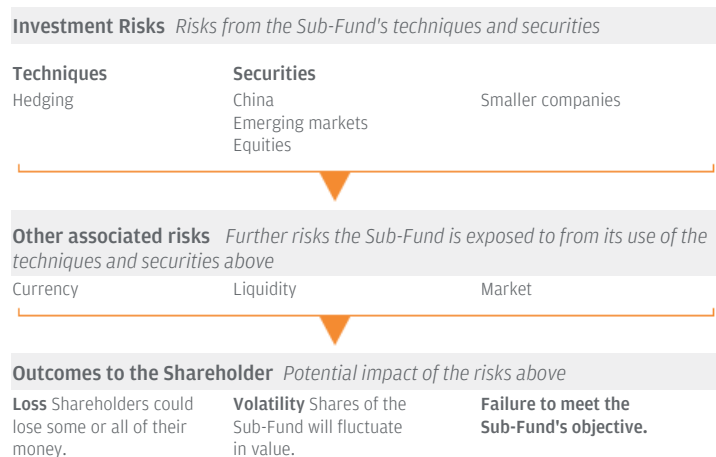 Investment Risks Risks from the Sub-Fund's techniques and securities
Techniques
Securities
Hedging
China
Smaller companies
Emerging markets
Equities
Other associated risks Further risks the Sub-Fund is exposed to from its use of the
techniques and securities above
Currency
Liquidity
Market
Outcomes to the Shareholder Potential impact of the risks above
Loss Shareholders could
lose some or all of their
money.
Volatility Shares of the
Sub-Fund will fluctuate
in value.
Failure to meet the
Sub-Fund's objective.